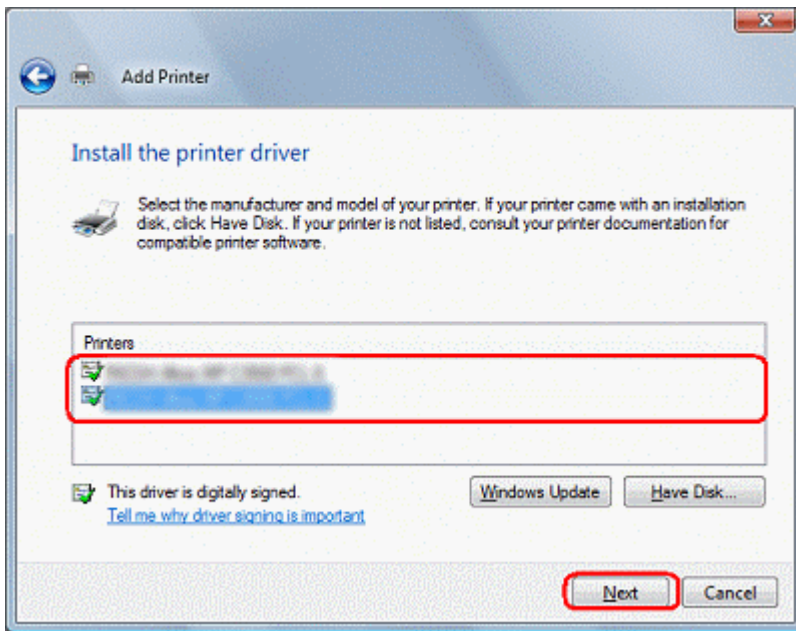 Add Printer
Install the printer driver
Select the manufacturer and model of your printer. If your printer came with an installation
disk, click Have Disk. If your printer is not listed, consult your printer documentation for
compatible printer software.
Printers
This driver is digitally signed.
Tell me why driver signing is important
Windows Update
Have Disk...
Next
Cancel